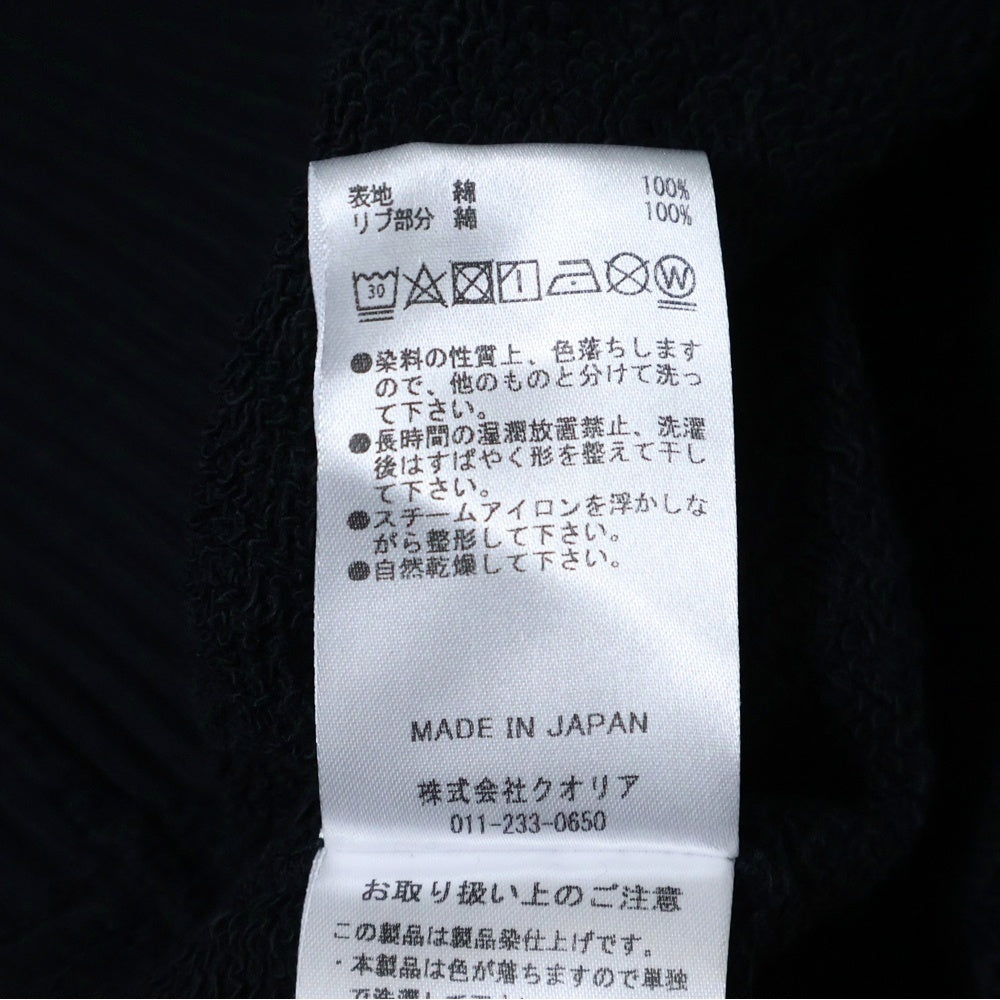 表地 綿 100%
リブ部分 綿 100%
30
W
●染料の性質上、色落ちします
ので、他のものと分けて洗っ
て下さい。
●長時間の湿潤放置禁止、洗濯
後はすばやく形を整えて干し
て下さい。
●スチームアイロンを浮かしな
がら整形して下さい。
●自然乾燥して下さい。
MADE IN JAPAN
株式会社クオリア
011-233-0650
お取り扱い上のご注意
この製品は製品染仕上げです。
・本製品は色が落ちますので単独